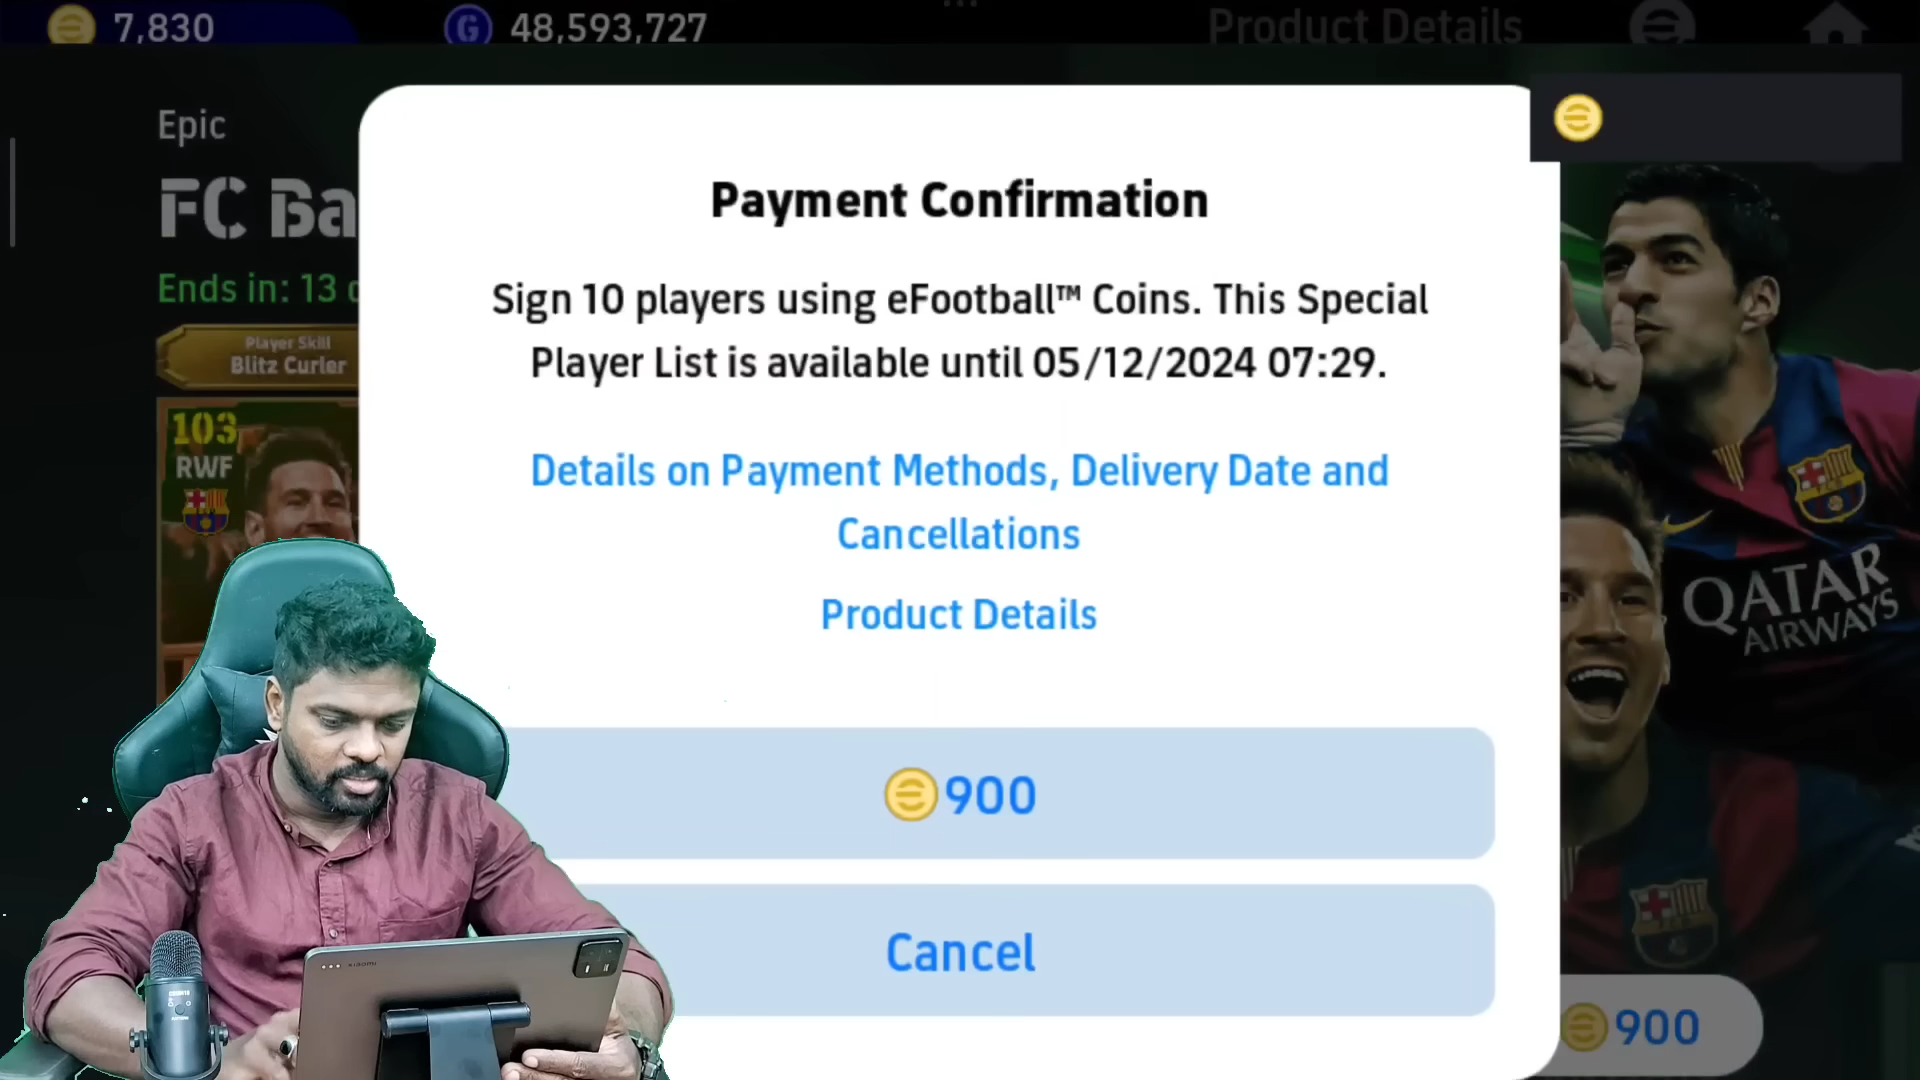 7,830
G 48,593,727
Product Details
Epic
FC Ba
Ends in: 13
Player Skill
Blitz Curler
103
RWF
Payment Confirmation
Sign 10 players using eFootball™ Coins. This Special
Player List is available until 05/12/2024 07:29.
Details on Payment Methods, Delivery Date and
Cancellations
Product Details
900
Cancel
900
QATAR
AIRWAYS
xiaomi